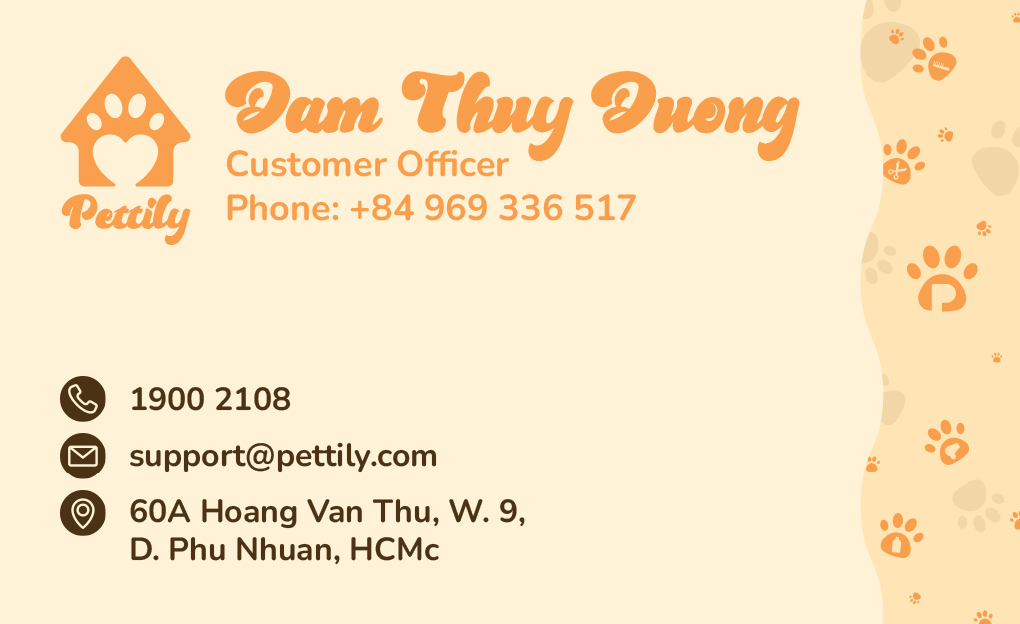 Dam Thuy Duong
Customer Officer
Phone: +84 969 336 517
Pettily
1900 2108
support@pettily.com
60A Hoang Van Thu, W. 9,
D. Phu Nhuan, HCMc
P